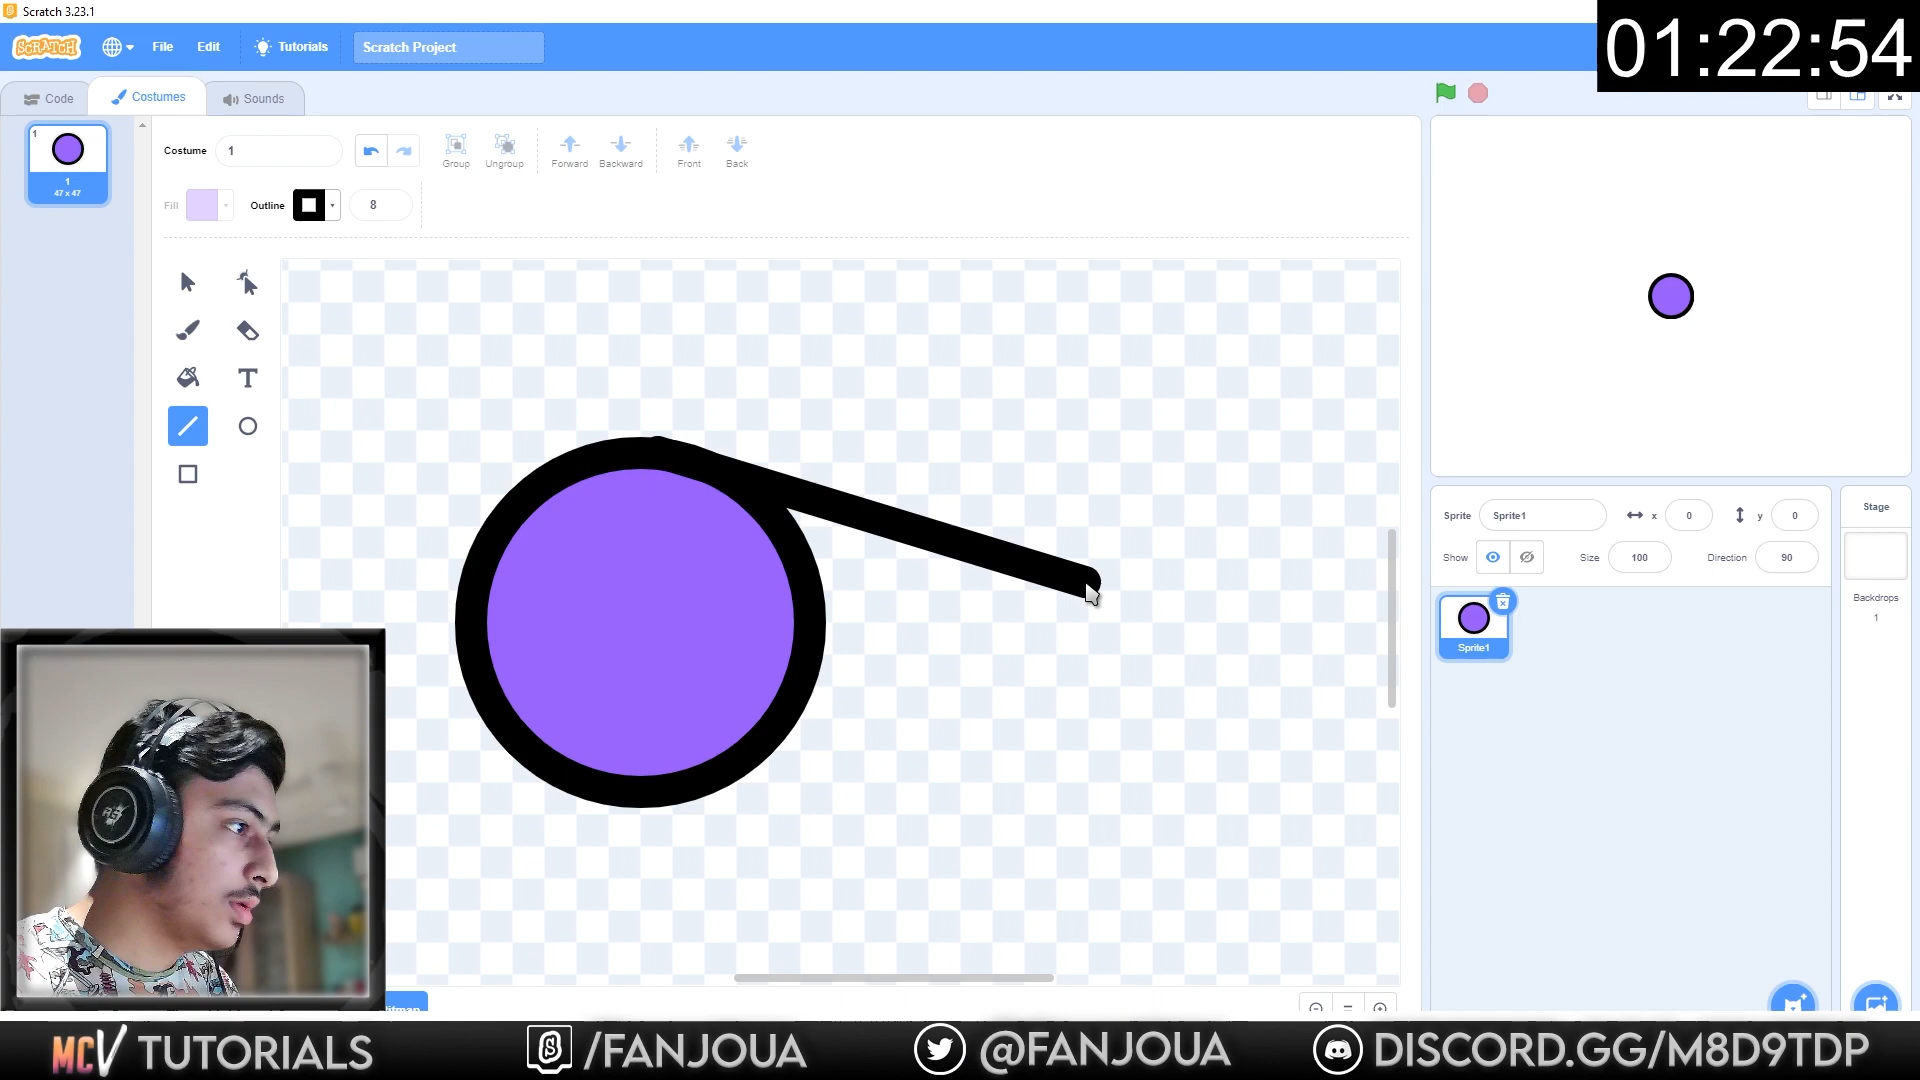 Scratch 3.23.1
SCRATCH
File
Edit
Tutorials
Scratch Project
01:22:54
Code
Costumes
Sounds
1
1
47 x 47
Costume
1
Group
Ungroup
Forward
Backward
Front
Back
Fill
Outline
8
T
Sprite
Sprite1
x
0
y
0
Show
Size
100
Direction
90
Sprite1
Stage
Backdrops
1
MCV TUTORIALS
/FANJOUA
@FANJOUA
DISCORD.GG/M8D9TDP